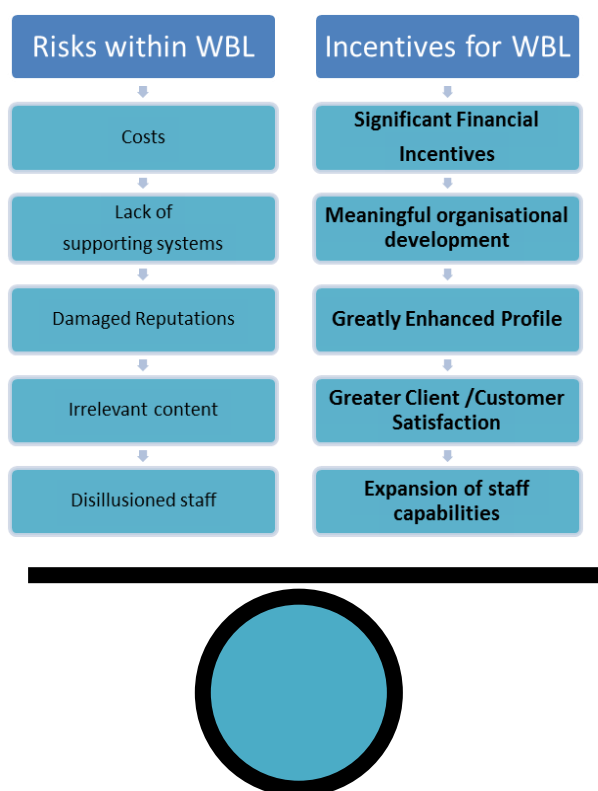 Risks within WBL
Costs
Lack of
supporting systems
Damaged Reputations
Irrelevant content
Disillusioned staff
Incentives for WBL
Significant Financial
Incentives
Meaningful organisational
development
Greatly Enhanced Profile
Greater Client /Customer
Satisfaction
Expansion of staff
capabilities